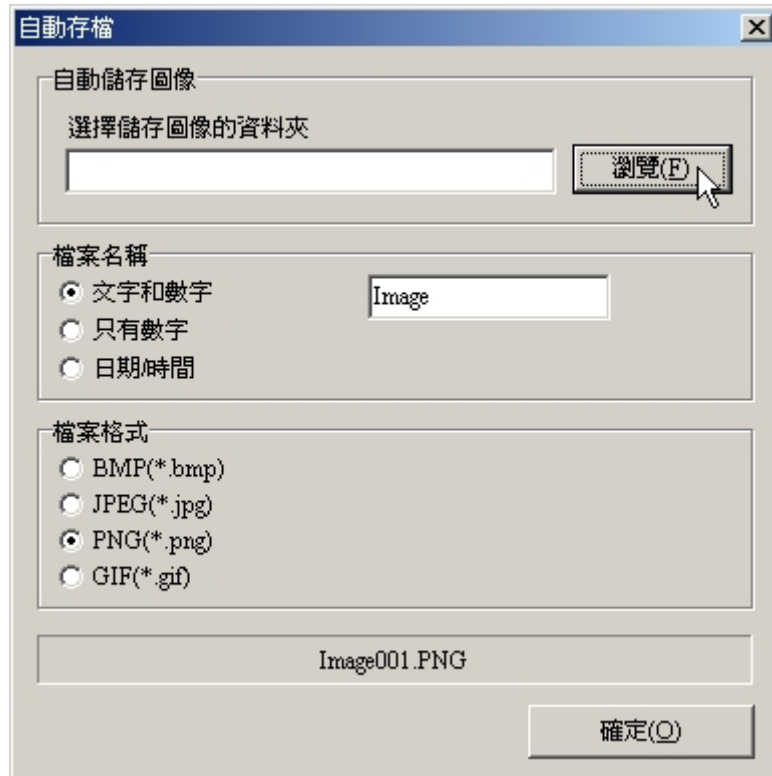 自動存檔
自動儲存圖像
選擇儲存圖像的資料夾
瀏覽(F)
檔案名稱
文字和數字 Image
只有數字
日期/時間
檔案格式
BMP(*.bmp)
JPEG(*.jpg)
PNG(*.png)
GIF(*.gif)
Image001.PNG
確定(O)